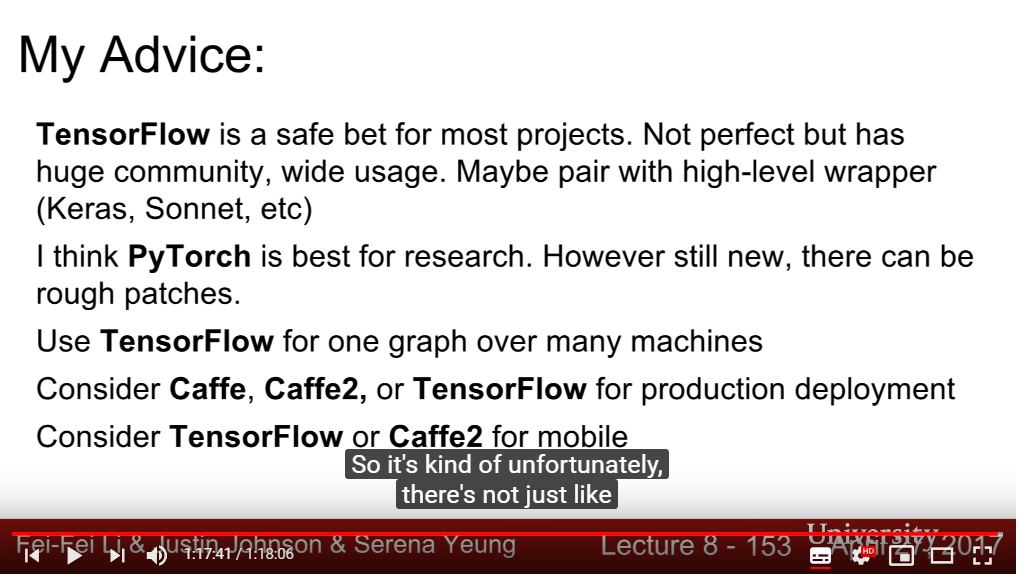 My Advice:
TensorFlow is a safe bet for most projects. Not perfect but has
huge community, wide usage. Maybe pair with high-level wrapper
(Keras, Sonnet, etc)
I think PyTorch is best for research. However still new, there can be
rough patches.
Use TensorFlow for one graph over many machines
Consider Caffe, Caffe2, or TensorFlow for production deployment
Consider TensorFlow or Caffe2 for mobile
So it's kind of unfortunately,
there's not just like
University
Fei-Fei Li & Justin Johnson & Serena Yeung
Lecture 8 - 153
April 27, 2017
1:17:41 / 1:18:06
HD